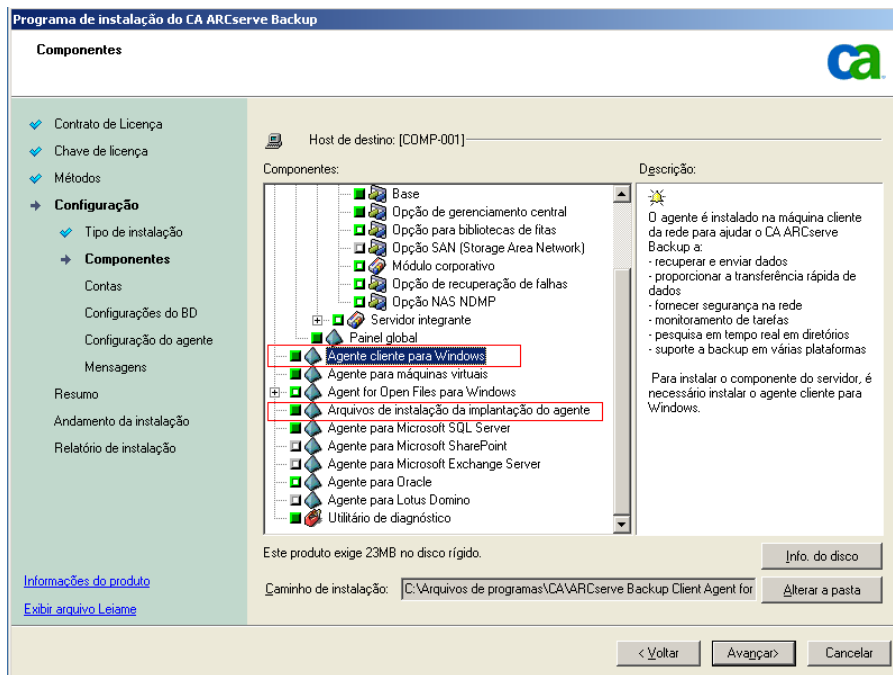 Programa de instalação do CA ARCserve Backup
Componentes
ca
Contrato de Licença
Chave de licença
Métodos
Configuração
Tipo de instalação
Componentes
Contas
Configurações do BD
Configuração do agente
Mensagens
Resumo
Andamento da instalação
Relatório de instalação
Informações do produto
Exibir arquivo Leiame
Host de destino: [COMP-001]
Componentes:
Base
Opção de gerenciamento central
Opção para bibliotecas de fitas
Opção SAN (Storage Area Network)
Módulo corporativo
Opção de recuperação de falhas
Opção NAS NDMP
Servidor integrante
Painel global
Agente cliente para Windows
Agente para máquinas virtuais
Agent for Open Files para Windows
Arquivos de instalação da implantação do agente
Agente para Microsoft SQL Server
Agente para Microsoft SharePoint
Agente para Microsoft Exchange Server
Agente para Oracle
Agente para Lotus Domino
Utilitário de diagnóstico
Descrição:
O agente é instalado na máquina cliente
da rede para ajudar o CA ARCserve
Backup a:
- recuperar e enviar dados
- proporcionar a transferência rápida de
dados
- fornecer segurança na rede
- monitoramento de tarefas
- pesquisa em tempo real em diretórios
- suporte a backup em várias plataformas
Para instalar o componente do servidor, é
necessário instalar o agente cliente para
Windows.
Este produto exige 23MB no disco rígido.
Info. do disco
Caminho de instalação:
C:\Arquivos de programas\CA\ARCserve Backup Client Agent for
Alterar a pasta
< Voltar
Avançar>
Cancelar